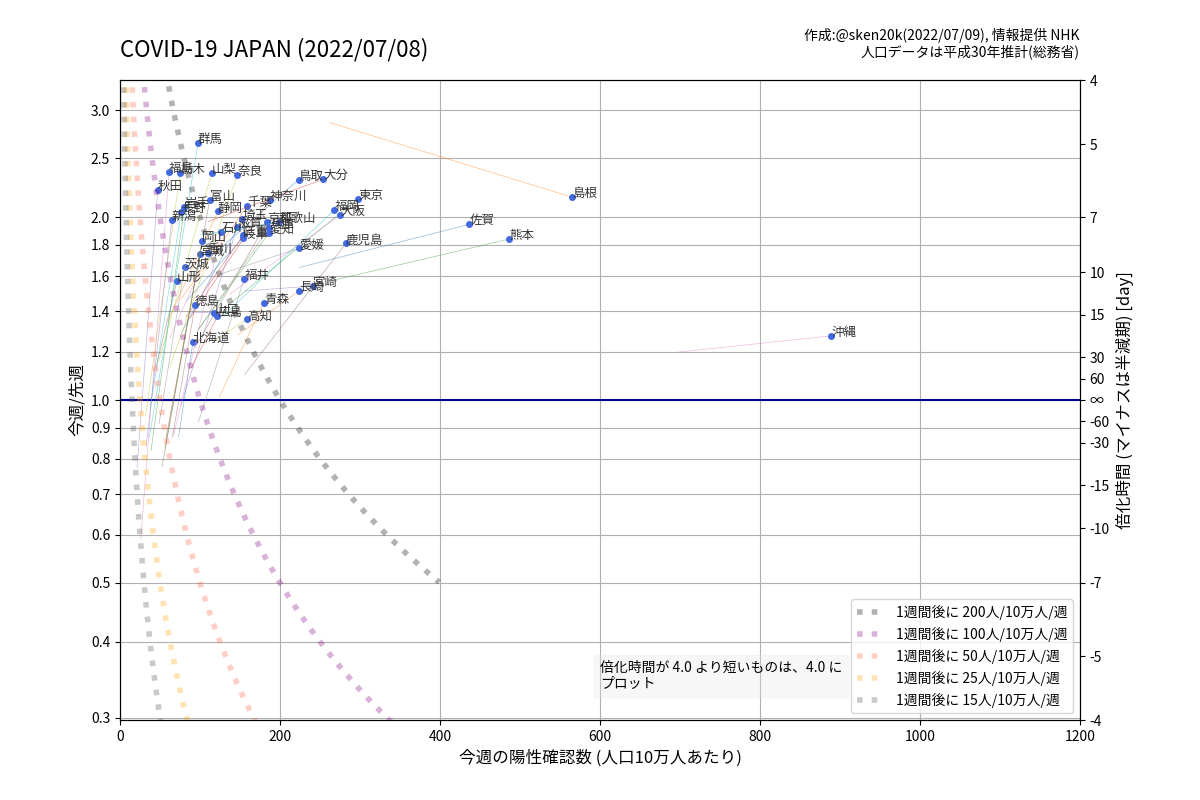 COVID-19 JAPAN (2022/07/08)
作成:@sken20k(2022/07/09), 情報提供 NHK
人口データは平成30年推計(総務省)
今週/先週
3.0
2.5
2.0
1.8
1.6
1.4
1.2
1.0
0.9
0.8
0.7
0.6
0.5
0.4
0.3
群馬
山梨
奈良
秋田
鳥取
大分
島根
富山
静岡
千葉
神奈川
東京
福岡
大阪
佐賀
熊本
鹿児島
愛媛
愛知
岡山
茨城
山形
福井
宮崎
長崎
徳島
青森
高知
北海道
沖縄
4
5
7
10
15
30
60
∞
-60
-30
-15
-10
-7
-5
-4
倍化時間 (マイナスは半減期) [day]
倍化時間が 4.0 より短いものは、4.0 に
プロット
1週間後に 200人/10万人/週
1週間後に 100人/10万人/週
1週間後に 50人/10万人/週
1週間後に 25人/10万人/週
1週間後に 15人/10万人/週
0
200
400
600
800
1000
1200
今週の陽性確認数 (人口10万人あたり)